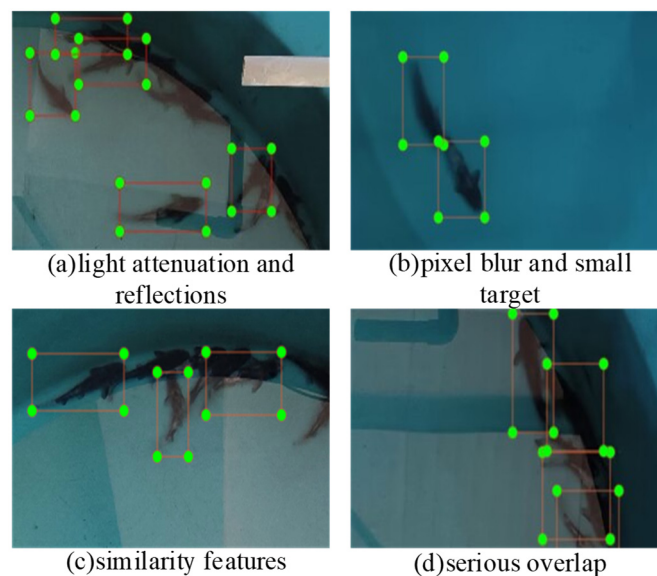 (a)light attenuation and
reflections
(b)pixel blur and small
target
(c)similarity features
(d)serious overlap